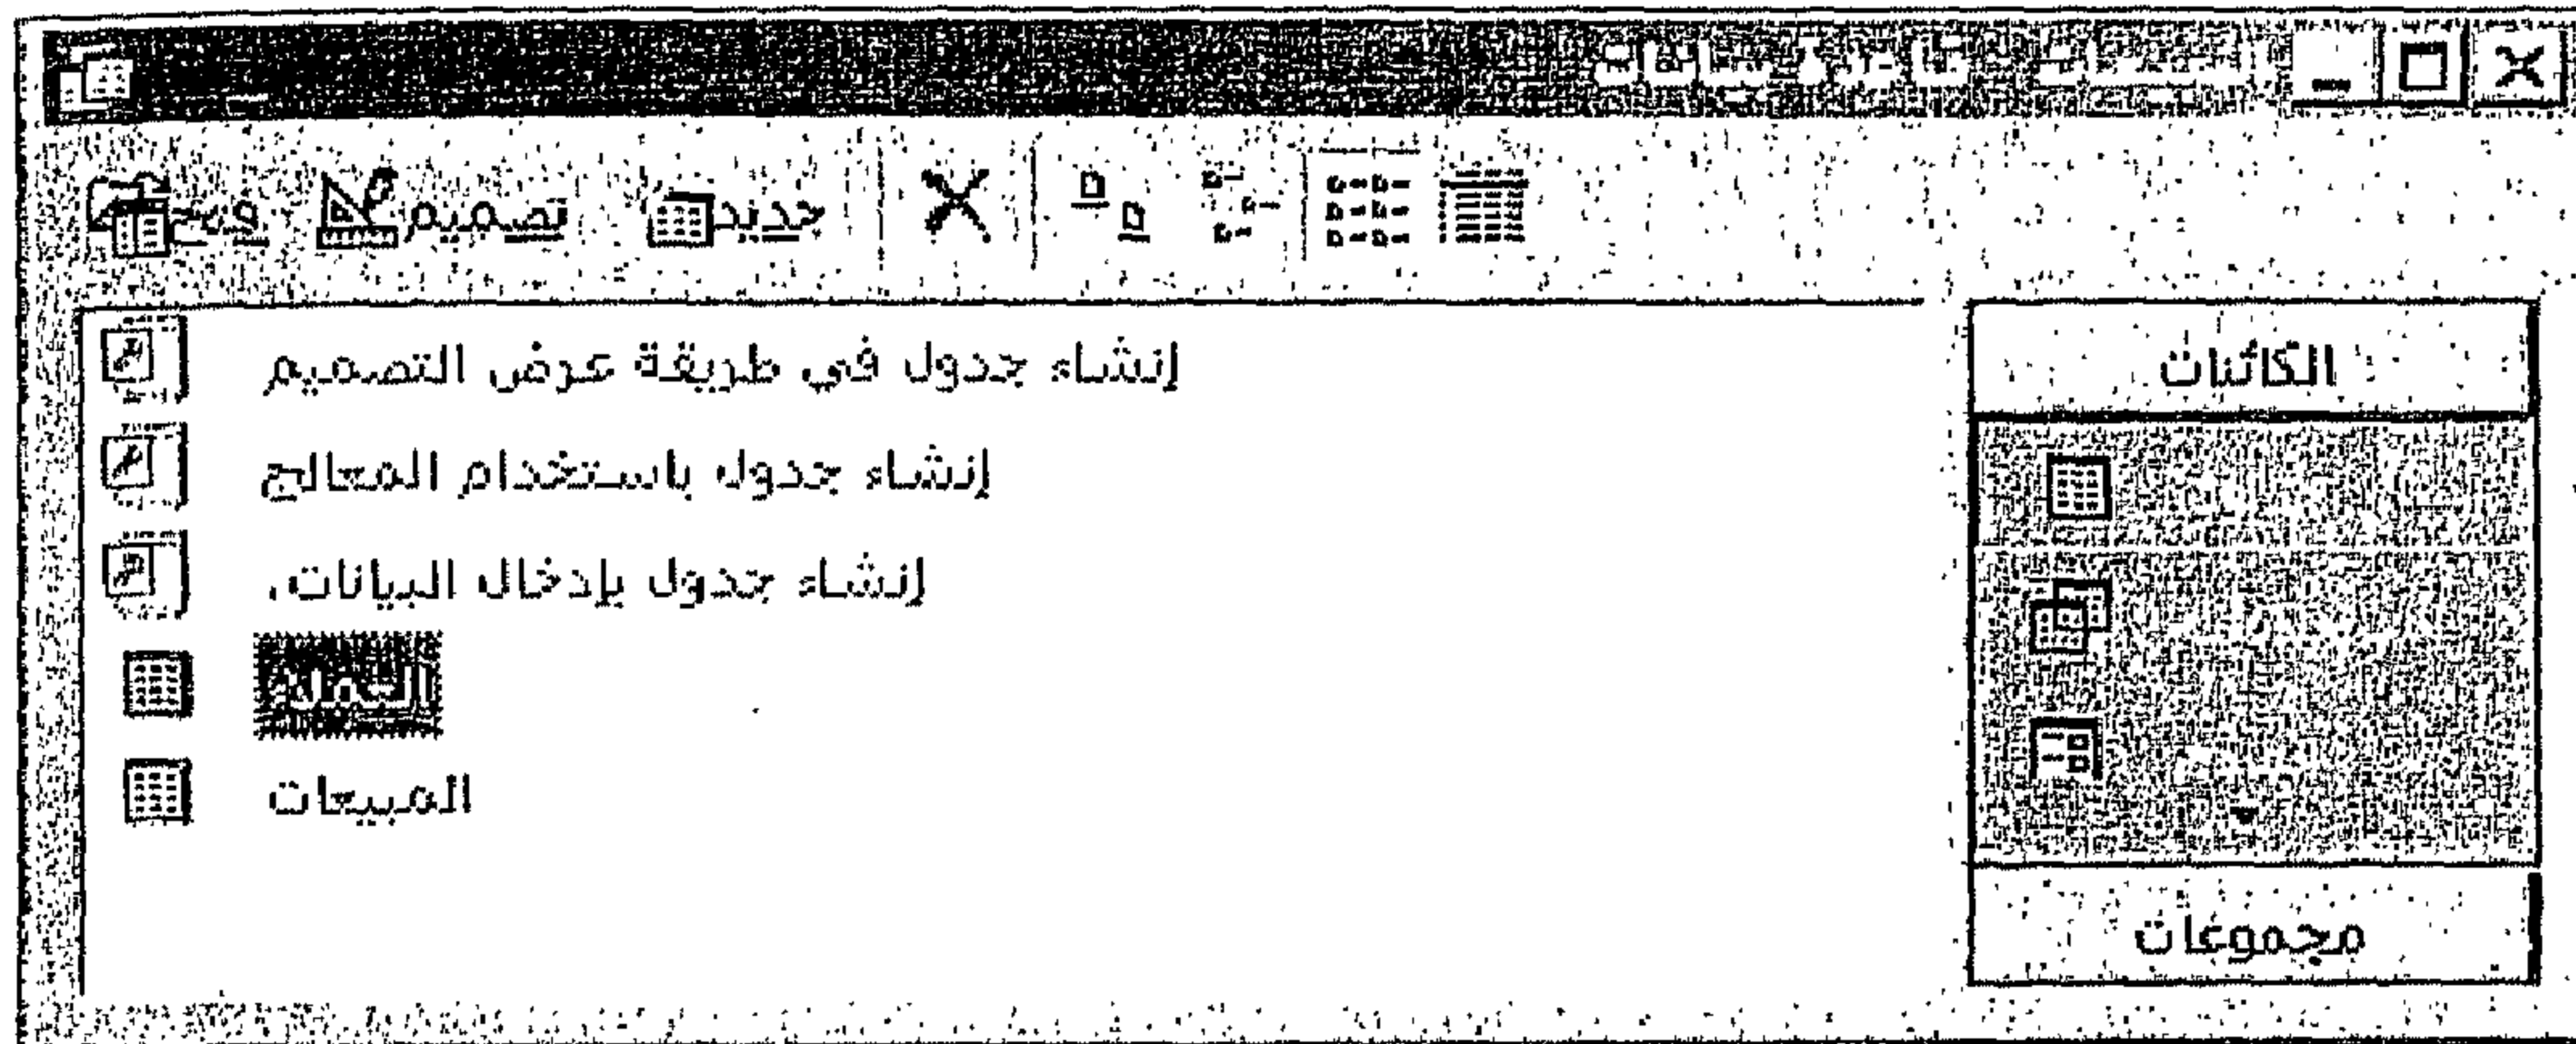 تصميم
جديد
الكائنات
إنشاء جدول في طريقة عرض التصميم
إنشاء جدول باستخدام المعالج
إنشاء جدول بإدخال البيانات.
المبيعات
مجموعات